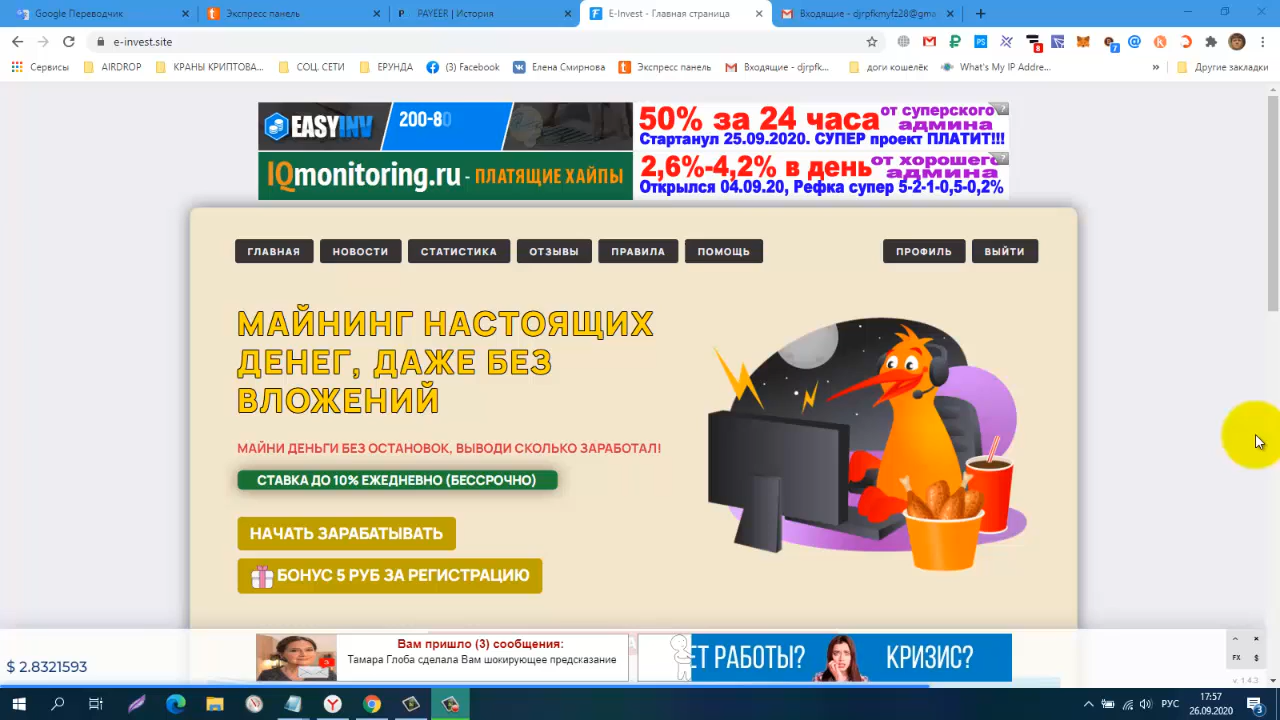 Google Переводчик
Экспресс панель
PAYEER | История
E-Invest - Главная страница
Входящие - djrpfkmyfz28@gma
e-invest.site
Сервисы
AIRDROP
КРАНЫ КРИПТОВА...
СОЦ. СЕТИ
ЕРУНДА
(3) Facebook
Елена Смирнова
Экспресс панель
Входящие - djrpfk...
доги кошелёк
What's My IP Addre...
»
Другие закладки
EASYINV
200-80
50% за 24 часа
от суперского
админа
Стартанул 25.09.2020. СУПЕР проект ПЛАТИТ!!!
IQmonitoring.ru - ПЛАТЯЩИЕ ХАЙПЫ
2,6%-4,2% в день
от хорошего
админа
Открылся 04.09.20, Рефка супер 5-2-1-0,5-0,2%
ГЛАВНАЯ
НОВОСТИ
СТАТИСТИКА
ОТЗЫВЫ
ПРАВИЛА
ПОМОЩЬ
ПРОФИЛЬ
ВЫЙТИ
МАЙНИНГ НАСТОЯЩИХ
ДЕНЕГ, ДАЖЕ БЕЗ
ВЛОЖЕНИЙ
МАЙНИ ДЕНЬГИ БЕЗ ОСТАНОВОК, ВЫВОДИ СКОЛЬКО ЗАРАБОТАЛ!
СТАВКА ДО 10% ЕЖЕДНЕВНО (БЕССРОЧНО)
НАЧАТЬ ЗАРАБАТЫВАТЬ
БОНУС 5 РУБ ЗА РЕГИСТРАЦИЮ
Вам пришло (3) сообщения:
Тамара Глоба сделала Вам шокирующее предсказание
ЕТ РАБОТЫ?
КРИЗИС?
$ 2.8321593
FX
$
v. 1.4.3
РУС
17:57
26.09.2020